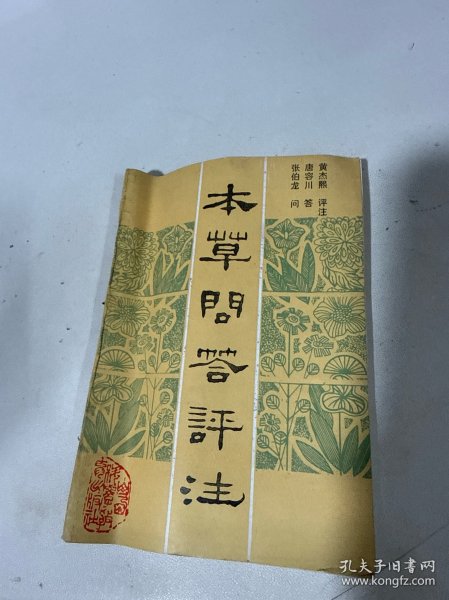 黄杰熙 评注
唐容川 答
张伯龙 问
本草問答評注
孔夫子旧书网
www.kongfz.com